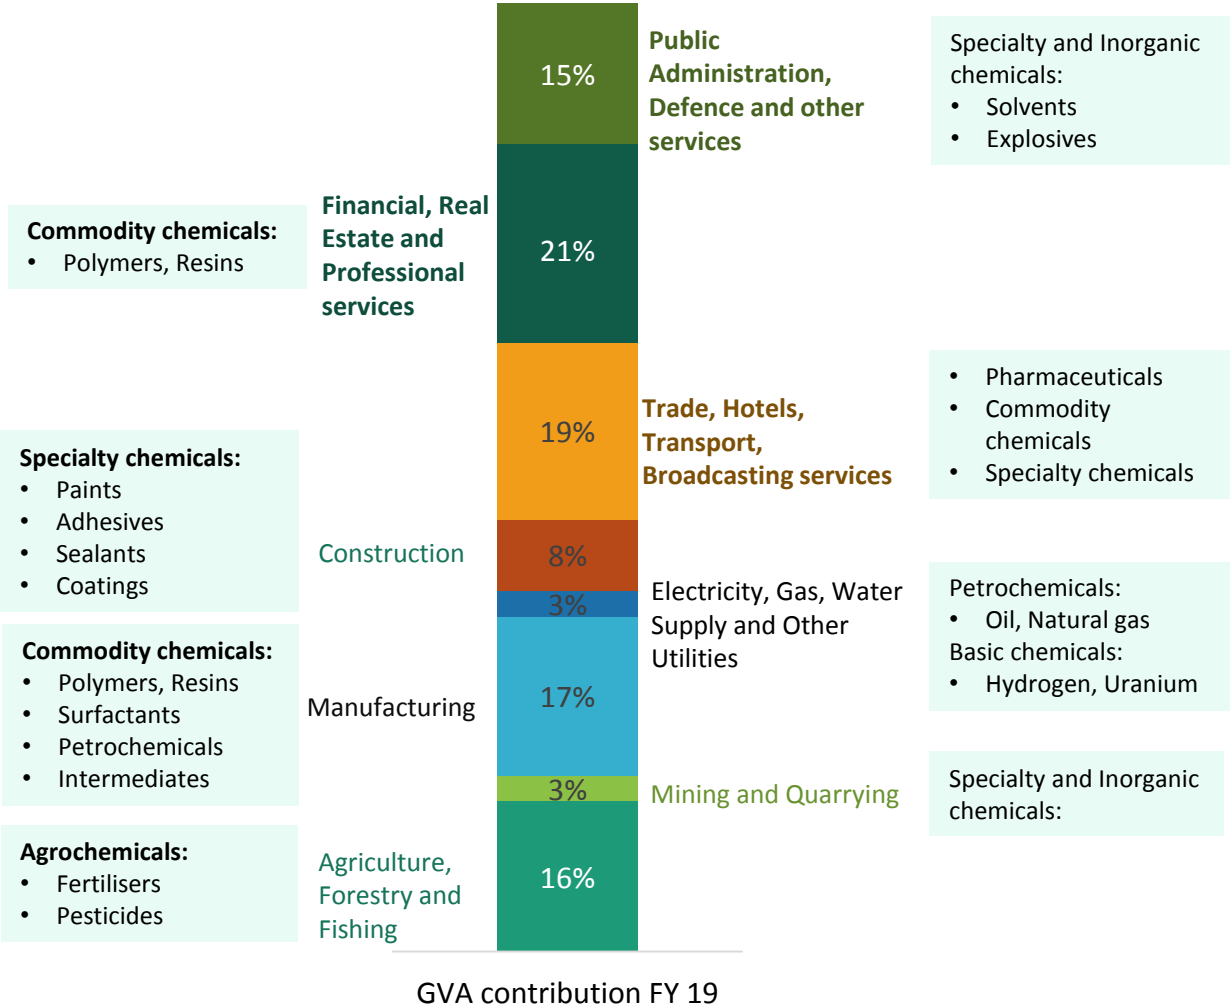 15%
Public
Administration,
Defence and other
services
Specialty and Inorganic
chemicals:
• Solvents
• Explosives
Commodity chemicals:
• Polymers, Resins
Financial, Real
Estate and
Professional
services
21%
19%
Trade, Hotels,
Transport,
Broadcasting services
• Pharmaceuticals
• Commodity
chemicals
• Specialty chemicals
Specialty chemicals:
• Paints
• Adhesives
• Sealants
• Coatings
Construction
8%
3%
Electricity, Gas, Water
Supply and Other
Utilities
Petrochemicals:
• Oil, Natural gas
Basic chemicals:
• Hydrogen, Uranium
Commodity chemicals:
• Polymers, Resins
• Surfactants
• Petrochemicals
• Intermediates
Manufacturing
17%
3%
Mining and Quarrying
Specialty and Inorganic
chemicals:
Agrochemicals:
• Fertilisers
• Pesticides
Agriculture,
Forestry and
Fishing
16%
GVA contribution FY 19